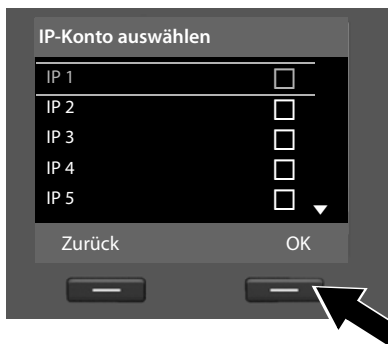 IP-Konto auswählen
IP 1
IP 2
IP 3
IP 4
IP 5
Zurück OK